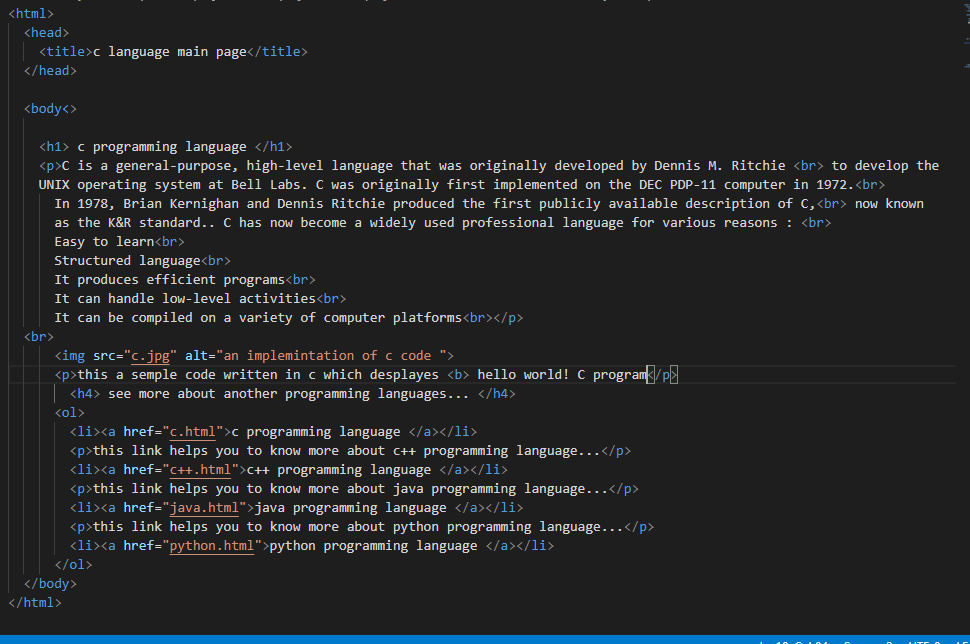 <html>
<head>
<title>c language main page</title>
</head>
<body<>
<h1> c programming language </h1>
<p>C is a general-purpose, high-level language that was originally developed by Dennis M. Ritchie <br> to develop the
UNIX operating system at Bell Labs. C was originally first implemented on the DEC PDP-11 computer in 1972.<br>
In 1978, Brian Kernighan and Dennis Ritchie produced the first publicly available description of C,<br> now known
as the K&R standard.. C has now become a widely used professional language for various reasons : <br>
Easy to learn<br>
Structured language<br>
It produces efficient programs<br>
It can handle low-level activities<br>
It can be compiled on a variety of computer platforms<br></p>
<br>
<img src="c.jpg" alt="an implemintation of c code ">
<p>this a semple code written in c which desplayes <b> hello world! C program</p>
<h4> see more about another programming languages... </h4>
<ol>
<li><a href="c.html">c programming language </a></li>
<p>this link helps you to know more about c++ programming language...</p>
<li><a href="c++.html">c++ programming language </a></li>
<p>this link helps you to know more about java programming language...</p>
<li><a href="java.html">java programming language </a></li>
<p>this link helps you to know more about python programming language...</p>
<li><a href="python.html">python programming language </a></li>
</ol>
</body>
</html>